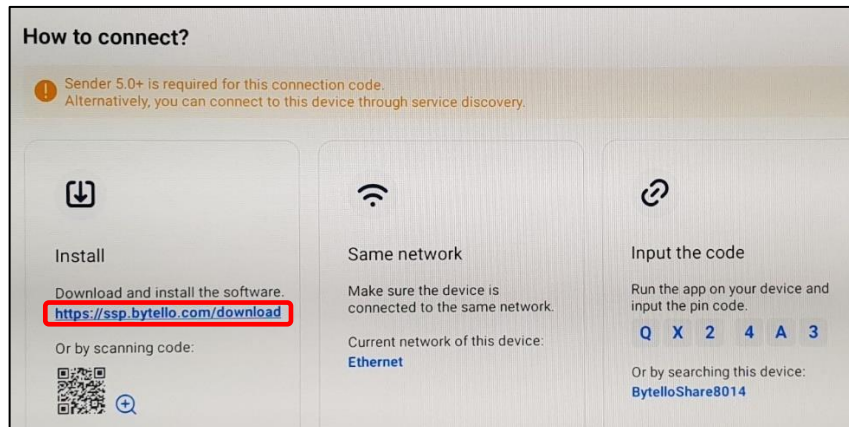 How to connect?
Sender 5.0+ is required for this connection code.
Alternatively, you can connect to this device through service discovery.
Install
Download and install the software.
https://ssp.bytello.com/download
Or by scanning code:
Same network
Make sure the device is
connected to the same network.
Current network of this device:
Ethernet
Input the code
Run the app on your device and
input the pin code.
Q X 2 4 A 3
Or by searching this device:
BytelloShare8014